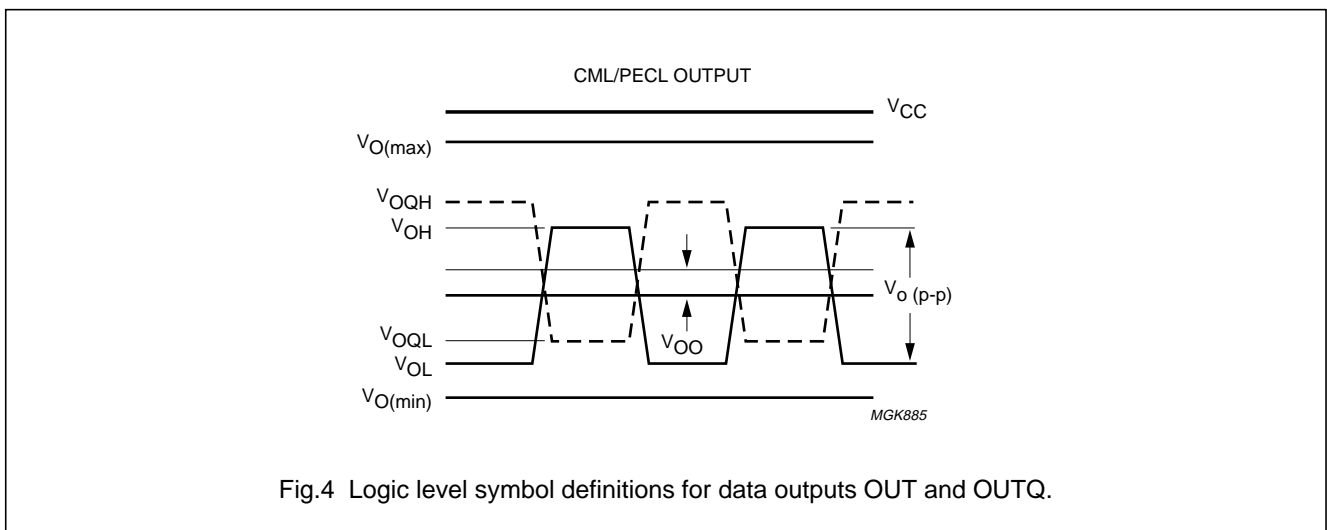 CML/PECL OUTPUT
VCC
VO(max)
VOQH
VOH
Vo (p-p)
VOQL
VOO
VOL
VO(min)
MGK885
Fig.4 Logic level symbol definitions for data outputs OUT and OUTQ.